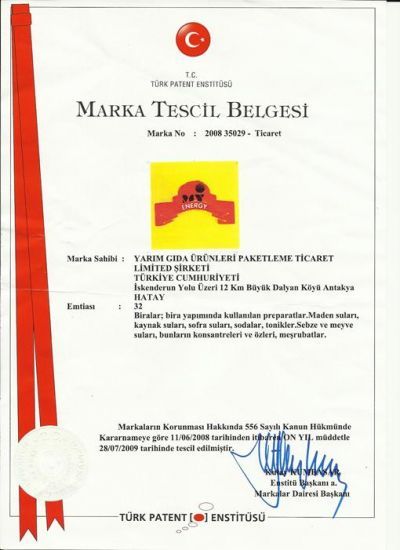 T.C.
TÜRK PATENT ENSTİTÜSÜ
MARKA TESCİL BELGESİ
Marka No : 2008 35029 - Ticaret
MY
ENERGY
Marka Sahibi : YARIM GIDA ÜRÜNLERİ PAKETLEME TİCARET
LİMİTED ŞİRKETİ
TÜRKİYE CUMHURİYETİ
İskenderun Yolu Üzeri 12 Km Büyük Dalyan Köyü Antakya
HATAY
Emtiası : 32
Biralar; bira yapımında kullanılan preparatlar.Maden suları,
kaynak suları, sofra suları, sodalar, tonikler.Sebze ve meyve
suları, bunların konsantreleri ve özleri, meşrubatlar.
Markaların Korunması Hakkında 556 Sayılı Kanun Hükmünde
Kararnameye göre 11/06/2008 tarihinden itibaren ON YIL müddetle
28/07/2009 tarihinde tescil edilmiştir.
Enstitü Başkanı a.
Markalar Dairesi Başkanı
TÜRK PATENT ENSTİTÜSÜ